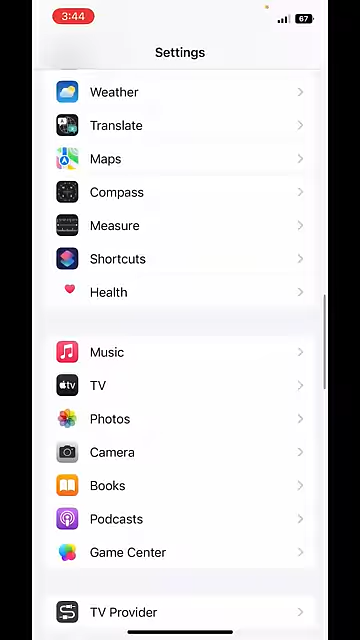 3:44
67
Settings
Weather
Translate
Maps
Compass
Measure
Shortcuts
Health
Music
tv
TV
Photos
Camera
Books
Podcasts
Game Center
TV Provider